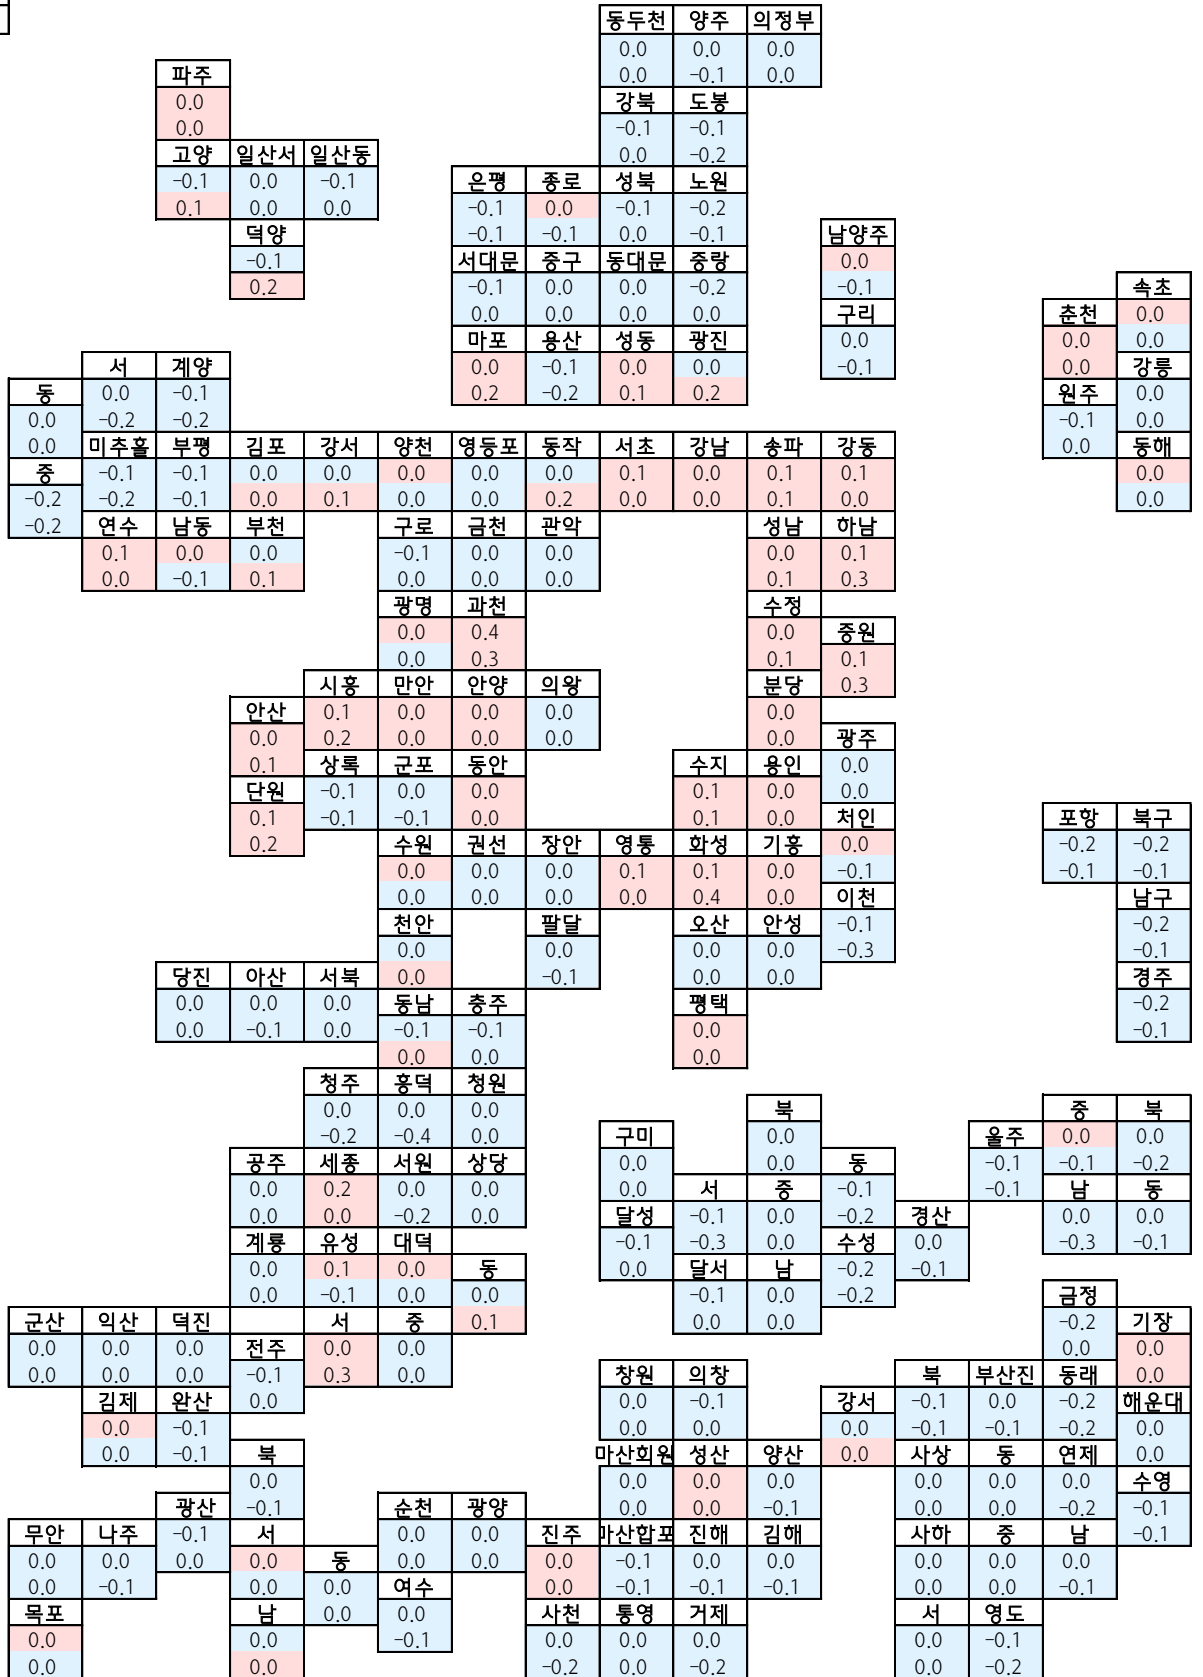 동두천 양주 의정부
0.0 0.0 0.0
0.0 -0.1 0.0
파주
0.0
0.0
강북 도봉
-0.1 -0.1
0.0 -0.2
고양 일산서 일산동
-0.1 0.0 -0.1
0.1 0.0 0.0
은평 종로 성북 노원
-0.1 0.0 -0.1 -0.2
-0.1 -0.1 0.0 -0.1
덕양
-0.1
0.2
남양주
0.0
-0.1
서대문 중구 동대문 중랑
-0.1 0.0 0.0 -0.2
0.0 0.0 0.0 0.0
속초
0.0
0.0
구리
0.0
-0.1
춘천
0.0
0.0
마포 용산 성동 광진
0.0 -0.1 0.0 0.0
0.2 -0.2 0.1 0.2
서 계양
0.0 -0.1
-0.2 -0.2
강릉
0.0
0.0
동
0.0
0.0
원주
-0.1
0.0
미추홀 부평 김포 강서 양천 영등포 동작 서초 강남 송파 강동
-0.1 -0.1 0.0 0.0 0.0 0.0 0.0 0.1 0.0 0.1 0.1
-0.2 -0.1 0.0 0.1 0.0 0.0 0.2 0.0 0.0 0.1 0.0
동해
0.0
0.0
중
-0.2
-0.2
연수 남동 부천
0.1 0.0 0.0
0.0 -0.1 0.1
구로 금천 관악
-0.1 0.0 0.0
0.0 0.0 0.0
성남 하남
0.0 0.1
0.1 0.3
광명 과천
0.0 0.4
0.0 0.3
수정
0.0
0.1
중원
0.1
0.3
시흥 만안 안양 의왕
0.1 0.0 0.0 0.0
0.2 0.0 0.0 0.0
분당
0.0
0.0
안산
0.0
0.1
광주
0.0
0.0
상록 군포 동안
-0.1 0.0 0.0
-0.1 -0.1 0.0
수지 용인
0.1 0.0
0.1 0.0
단원
0.1
0.2
처인
0.0
-0.1
포항 북구
-0.2 -0.2
-0.1 -0.1
수원 권선 장안 영통 화성 기흥
0.0 0.0 0.0 0.1 0.1 0.0
0.0 0.0 0.0 0.0 0.4 0.0
이천
-0.1
-0.3
남구
-0.2
-0.1
천안
0.0
0.0
팔달
0.0
-0.1
오산 안성
0.0 0.0
0.0 0.0
당진 아산 서북
0.0 0.0 0.0
0.0 -0.1 0.0
경주
-0.2
-0.1
동남 충주
-0.1 -0.1
0.0 0.0
평택
0.0
0.0
청주 흥덕 청원
0.0 0.0 0.0
-0.2 -0.4 0.0
북
0.0
0.0
중 북
0.0 0.0
-0.1 -0.2
구미
0.0
0.0
울주
-0.1
-0.1
공주 세종 서원 상당
0.0 0.2 0.0 0.0
0.0 0.0 -0.2 0.0
동
-0.1
-0.2
서 중
-0.1 0.0
-0.3 0.0
남 동
0.0 0.0
-0.3 -0.1
달성
-0.1
0.0
경산
0.0
-0.1
계룡 유성 대덕
0.0 0.1 0.0
0.0 -0.1 0.0
수성
-0.2
-0.2
동
0.0
0.1
달서 남
-0.1 0.0
0.0 0.0
금정
-0.2
0.0
군산 익산 덕진
0.0 0.0 0.0
0.0 0.0 0.0
서 중
0.0 0.0
0.3 0.0
기장
0.0
0.0
전주
-0.1
0.0
창원 의창
0.0 -0.1
0.0 0.0
북 부산진 동래
-0.1 0.0 -0.2
-0.1 -0.1 -0.2
김제 완산
0.0 -0.1
0.0 -0.1
강서
0.0
0.0
해운대
0.0
0.0
북
0.0
-0.1
마산회원 성산 양산
0.0 0.0 0.0
0.0 0.0 -0.1
사상 동 연제
0.0 0.0 0.0
0.0 0.0 -0.2
수영
-0.1
-0.1
광산
-0.1
0.0
순천 광양
0.0 0.0
0.0 0.0
무안 나주
0.0 0.0
0.0 -0.1
서
0.0
0.0
진주 마산합포 진해 김해
0.0 -0.1 0.0 0.0
0.0 -0.1 -0.1 -0.1
사하 중 남
0.0 0.0 0.0
0.0 0.0 -0.1
동
0.0
0.0
여수
0.0
-0.1
목포
0.0
0.0
남
0.0
0.0
사천 통영 거제
0.0 0.0 0.0
-0.2 0.0 -0.2
서 영도
0.0 -0.1
0.0 -0.2